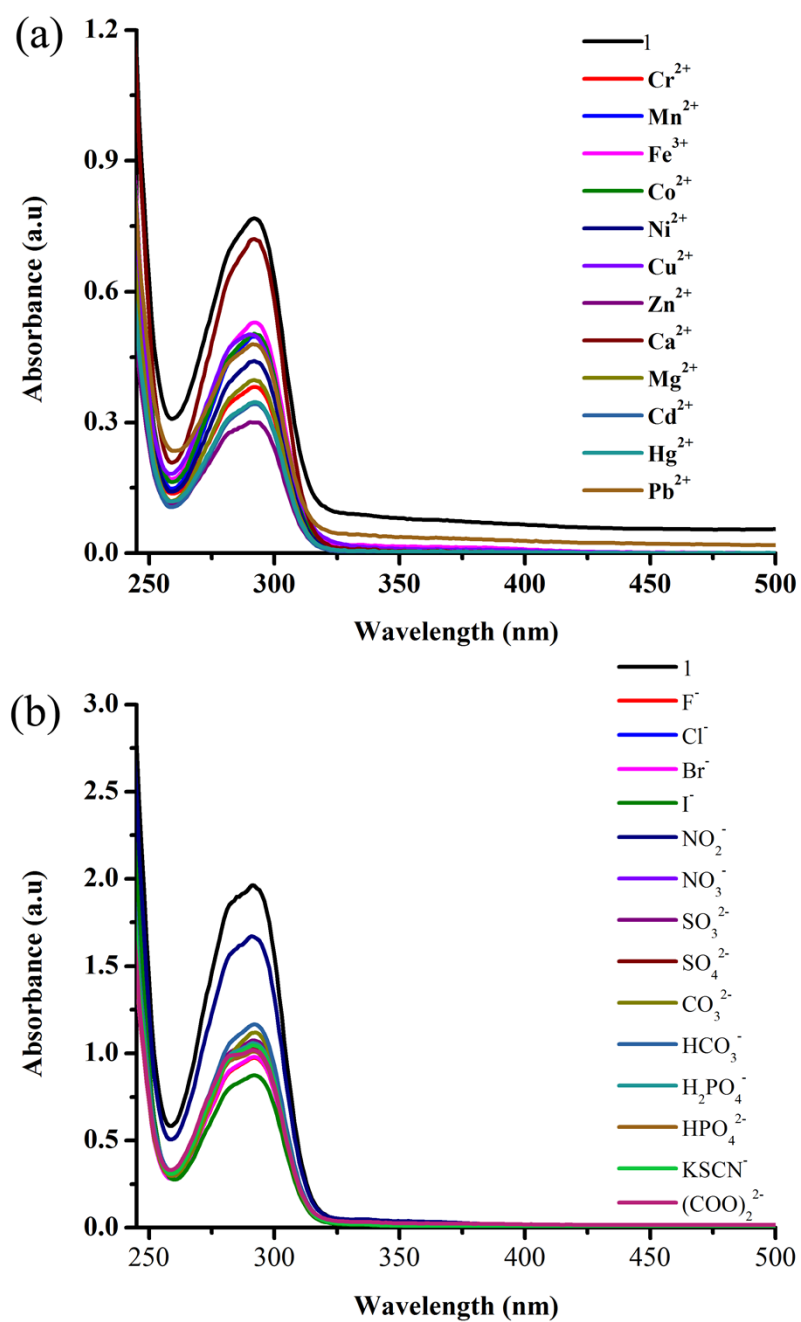 (a)
1.2
0.9
0.6
0.3
0.0
Absorbance (a.u)
250 300 350 400 450 500
Wavelength (nm)
1
Cr²⁺
Mn²⁺
Fe³⁺
Co²⁺
Ni²⁺
Cu²⁺
Zn²⁺
Ca²⁺
Mg²⁺
Cd²⁺
Hg²⁺
Pb²⁺
(b)
3.0
2.5
2.0
1.5
1.0
0.5
0.0
Absorbance (a.u)
250 300 350 400 450 500
Wavelength (nm)
1
F⁻
Cl⁻
Br⁻
I⁻
NO₂⁻
NO₃⁻
SO₃²⁻
SO₄²⁻
CO₃²⁻
HCO₃⁻
H₂PO₄⁻
HPO₄²⁻
KSCN⁻
(COO)₂²⁻